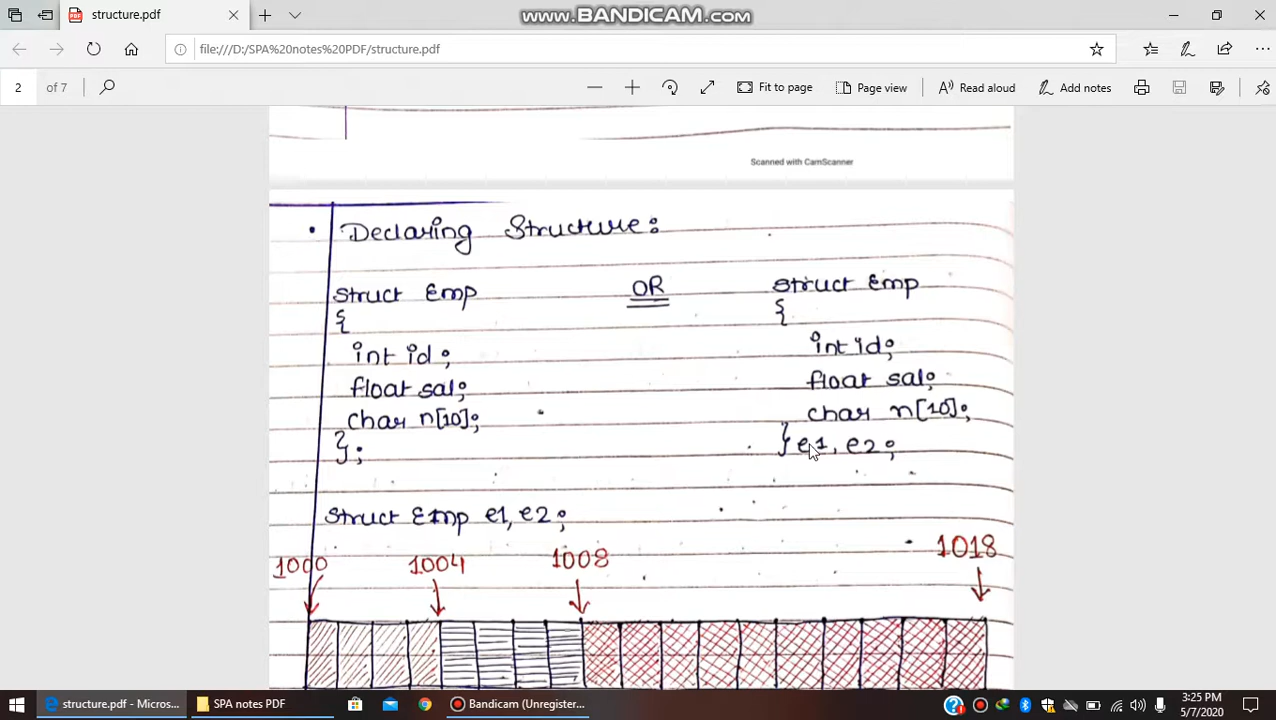 structure.pdf
www.BANDICAM.com
file:///D:/SPA%20notes%20PDF/structure.pdf
2 of 7
Fit to page
Page view
Read aloud
Add notes
Scanned with CamScanner
• Declaring Structure:
struct Emp OR struct Emp
{ {
int id; int id;
float sal; float sal;
char n[10]; char n[10];
}; } e1, e2;
struct Emp e1, e2;
1000 1004 1008 1018
structure.pdf - Micros...
SPA notes PDF
Bandicam (Unregister...
3:25 PM
5/7/2020